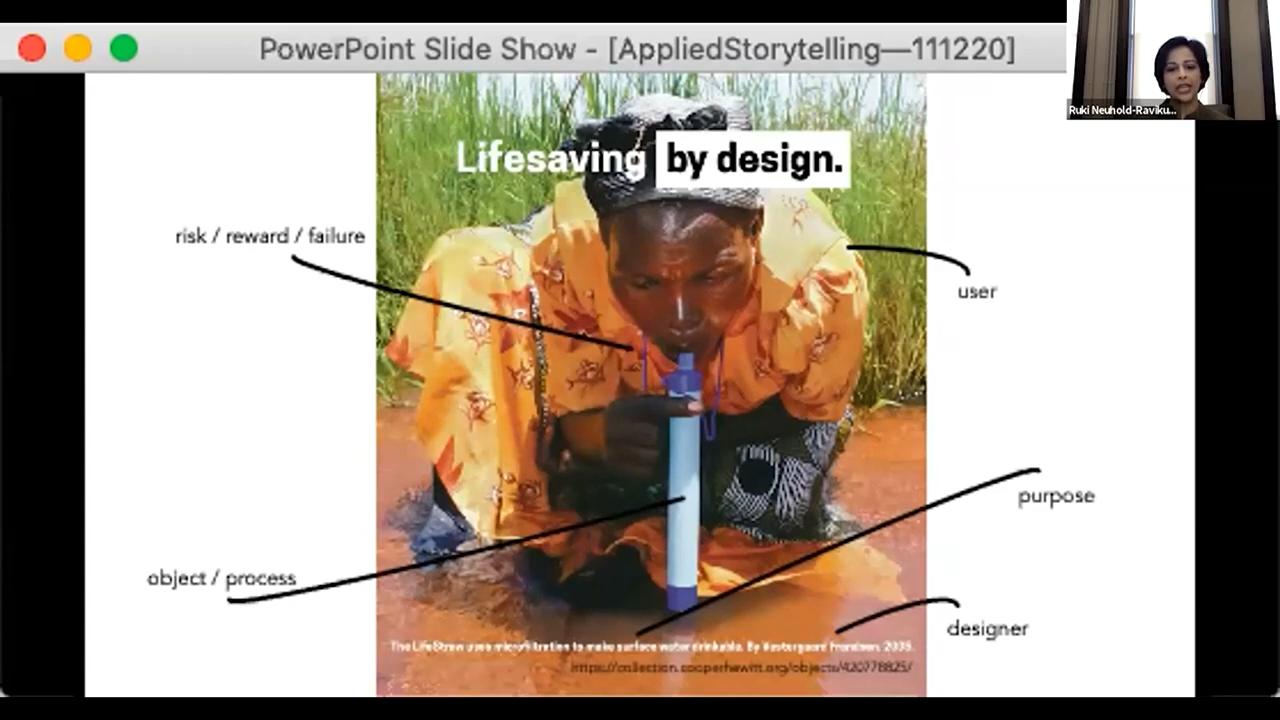 PowerPoint Slide Show - [AppliedStorytelling—111220]
Ruki Neuhold-Raviku...
Lifesaving by design.
risk / reward / failure
user
purpose
object / process
designer
The LifeStraw uses microfiltration to make surface water drinkable. By Vestergaard Frandsen, 2005.
https://collection.cooperhewitt.org/objects/420778825/